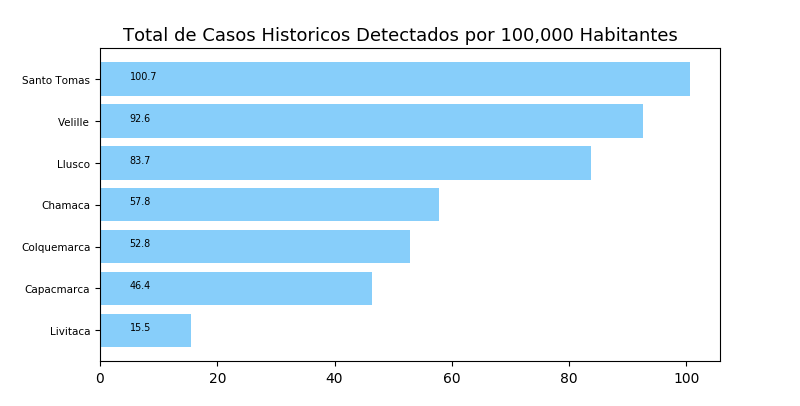 Total de Casos Historicos Detectados por 100,000 Habitantes
Santo Tomas 100.7
Velille 92.6
Llusco 83.7
Chamaca 57.8
Colquemarca 52.8
Capacmarca 46.4
Livitaca 15.5
0 20 40 60 80 100